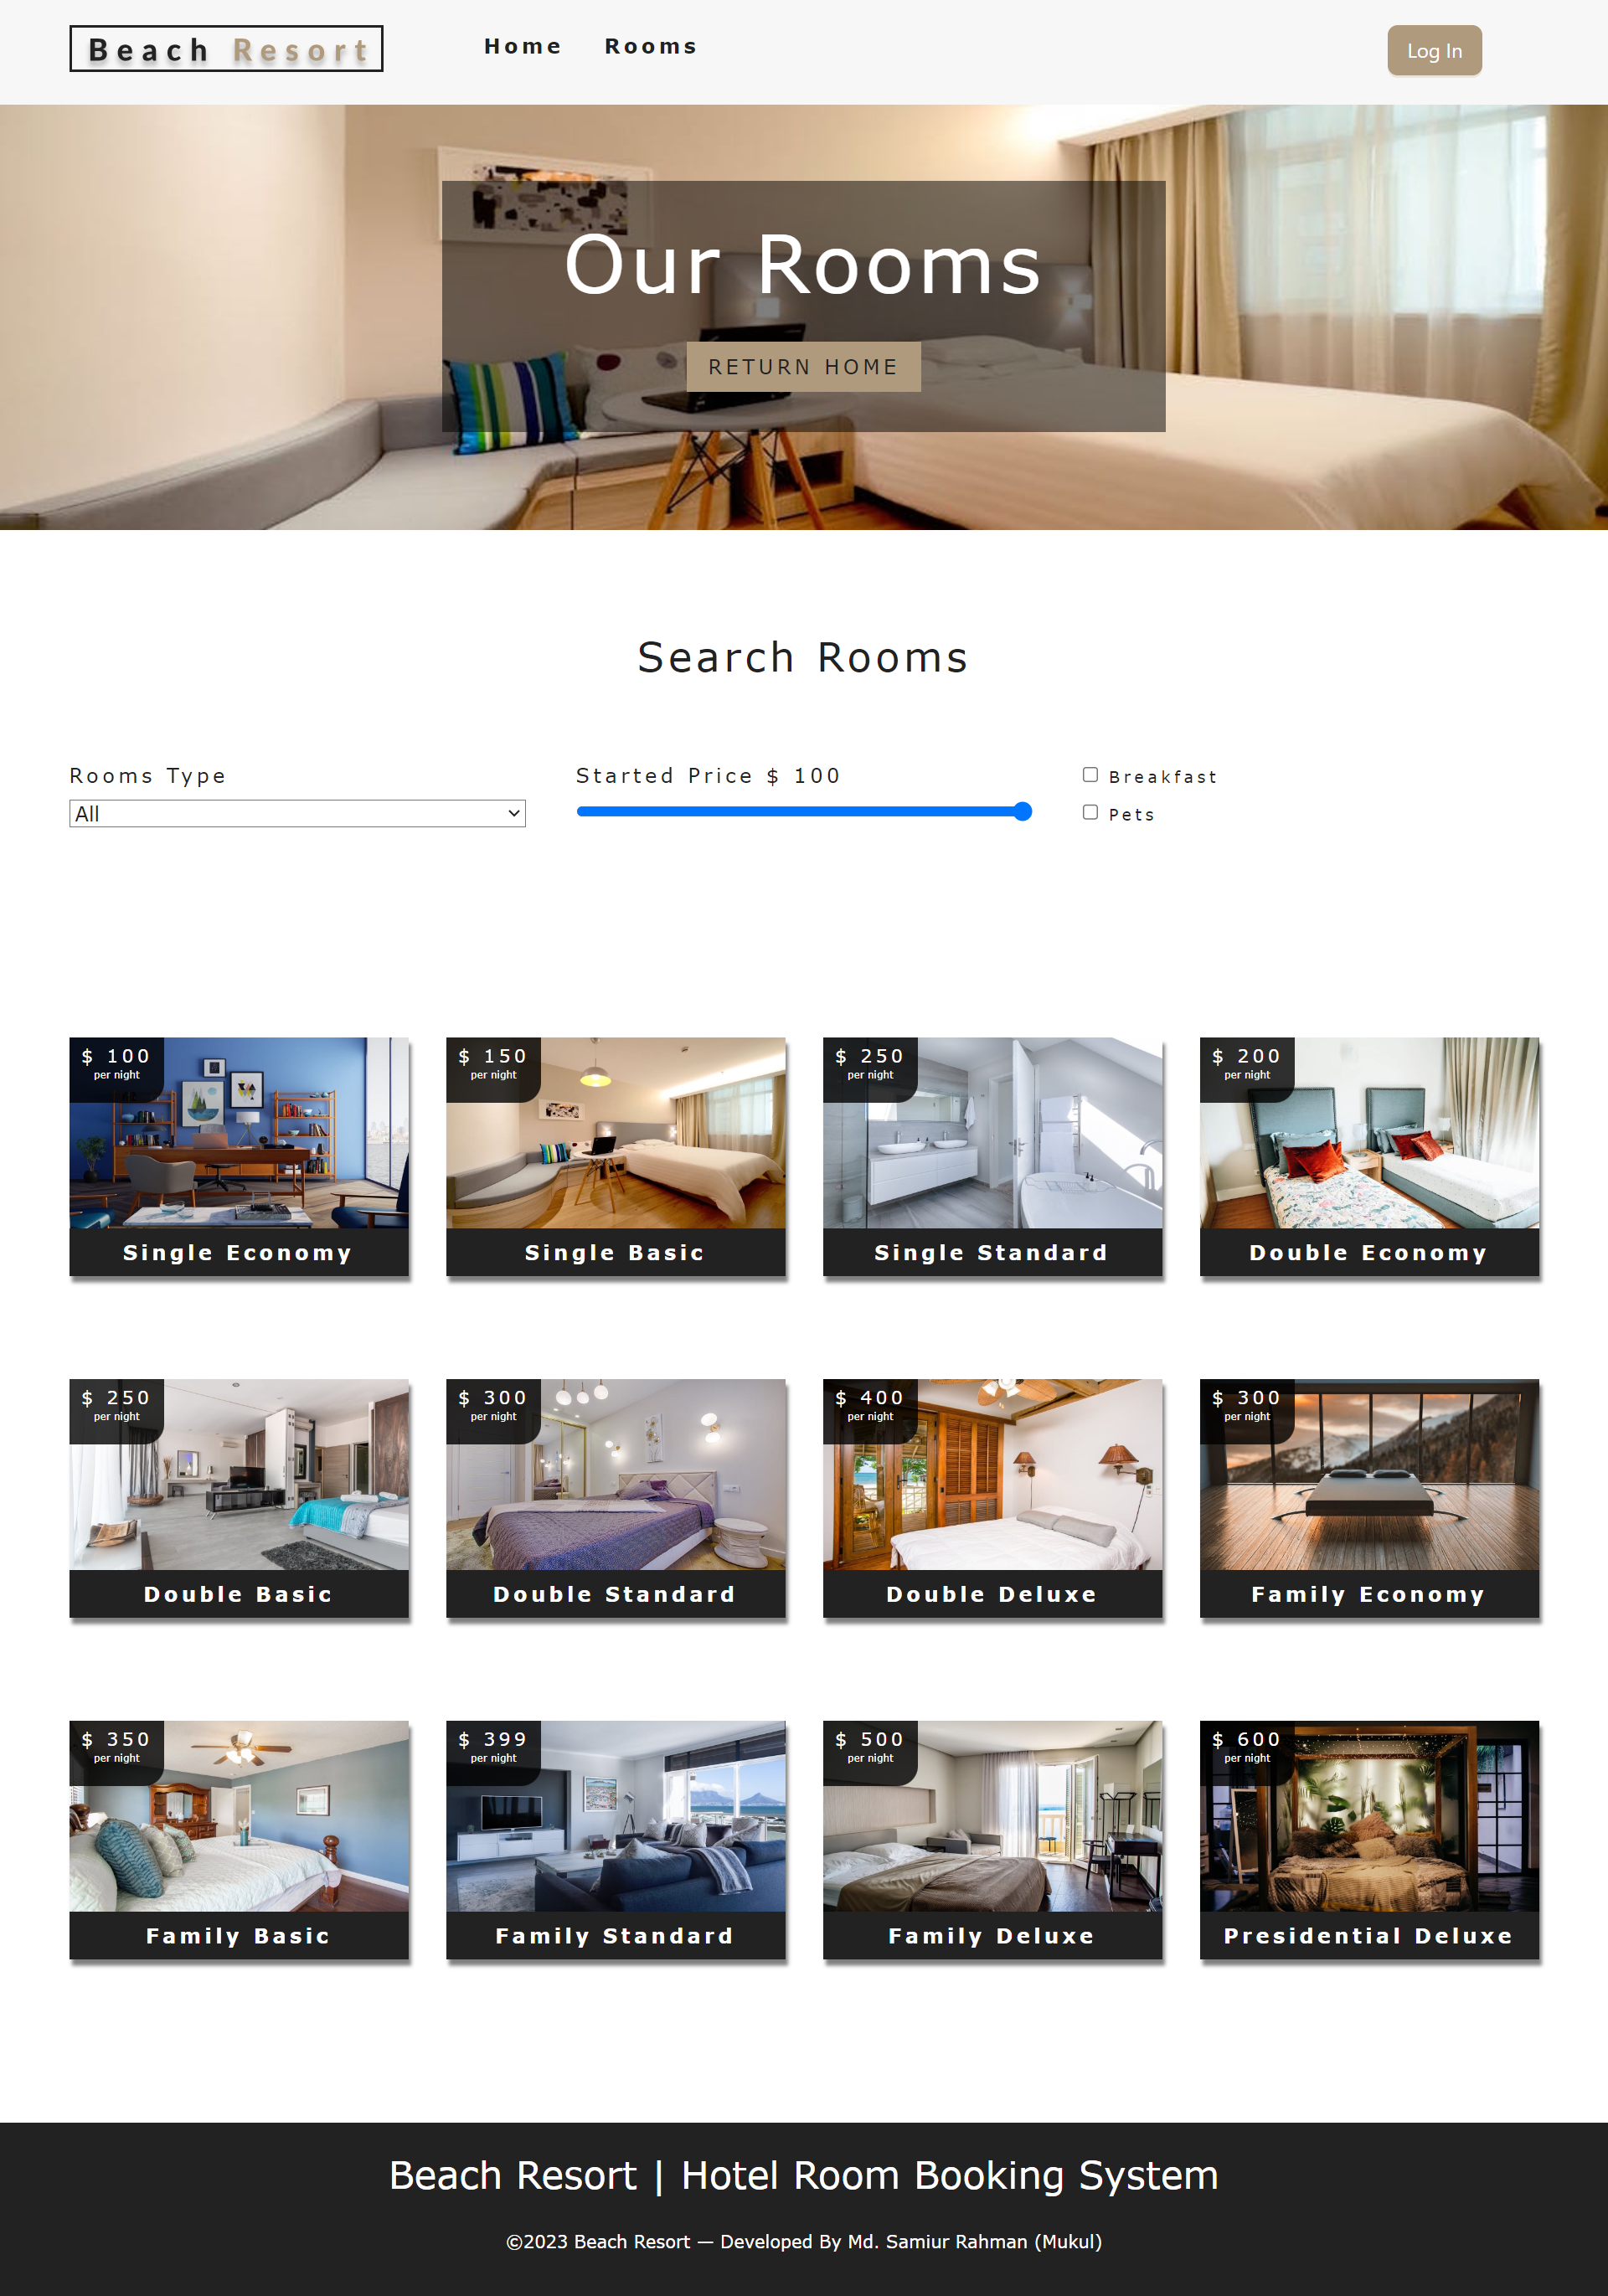 Beach Resort
Home
Rooms
Log In
Our Rooms
RETURN HOME
Search Rooms
Rooms Type
All
Started Price $ 100
Breakfast
Pets
$ 100
per night
Single Economy
$ 150
per night
Single Basic
$ 250
per night
Single Standard
$ 200
per night
Double Economy
$ 250
per night
Double Basic
$ 300
per night
Double Standard
$ 400
per night
Double Deluxe
$ 300
per night
Family Economy
$ 350
per night
Family Basic
$ 399
per night
Family Standard
$ 500
per night
Family Deluxe
$ 600
per night
Presidential Deluxe
Beach Resort | Hotel Room Booking System
©2023 Beach Resort — Developed By Md. Samiur Rahman (Mukul)